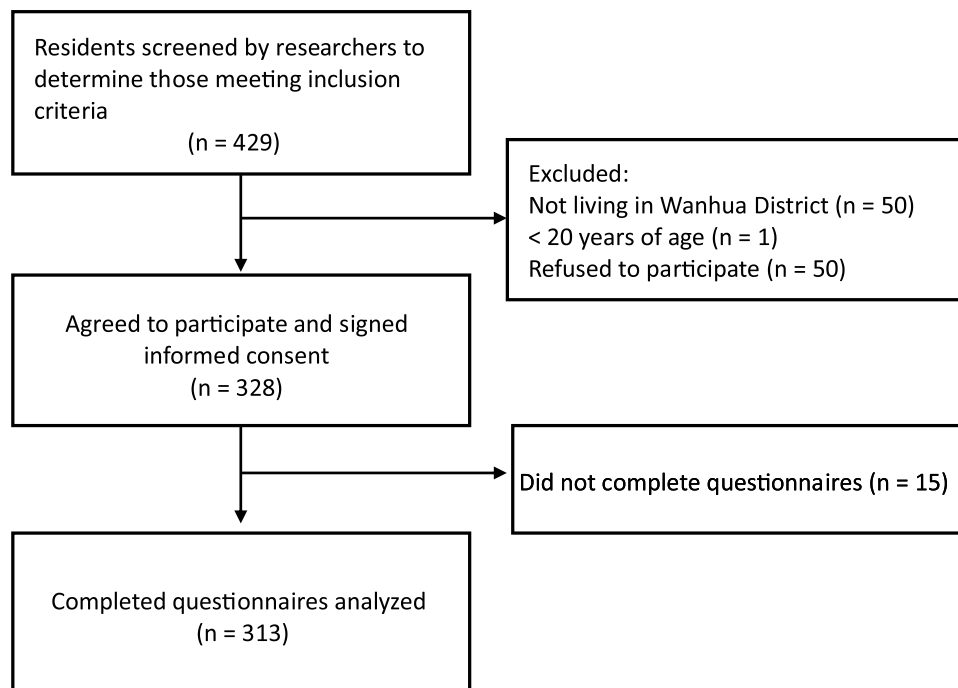 Residents screened by researchers to
determine those meeting inclusion
criteria
(n = 429)
Excluded:
Not living in Wanhua District (n = 50)
< 20 years of age (n = 1)
Refused to participate (n = 50)
Agreed to participate and signed
informed consent
(n = 328)
Did not complete questionnaires (n = 15)
Completed questionnaires analyzed
(n = 313)